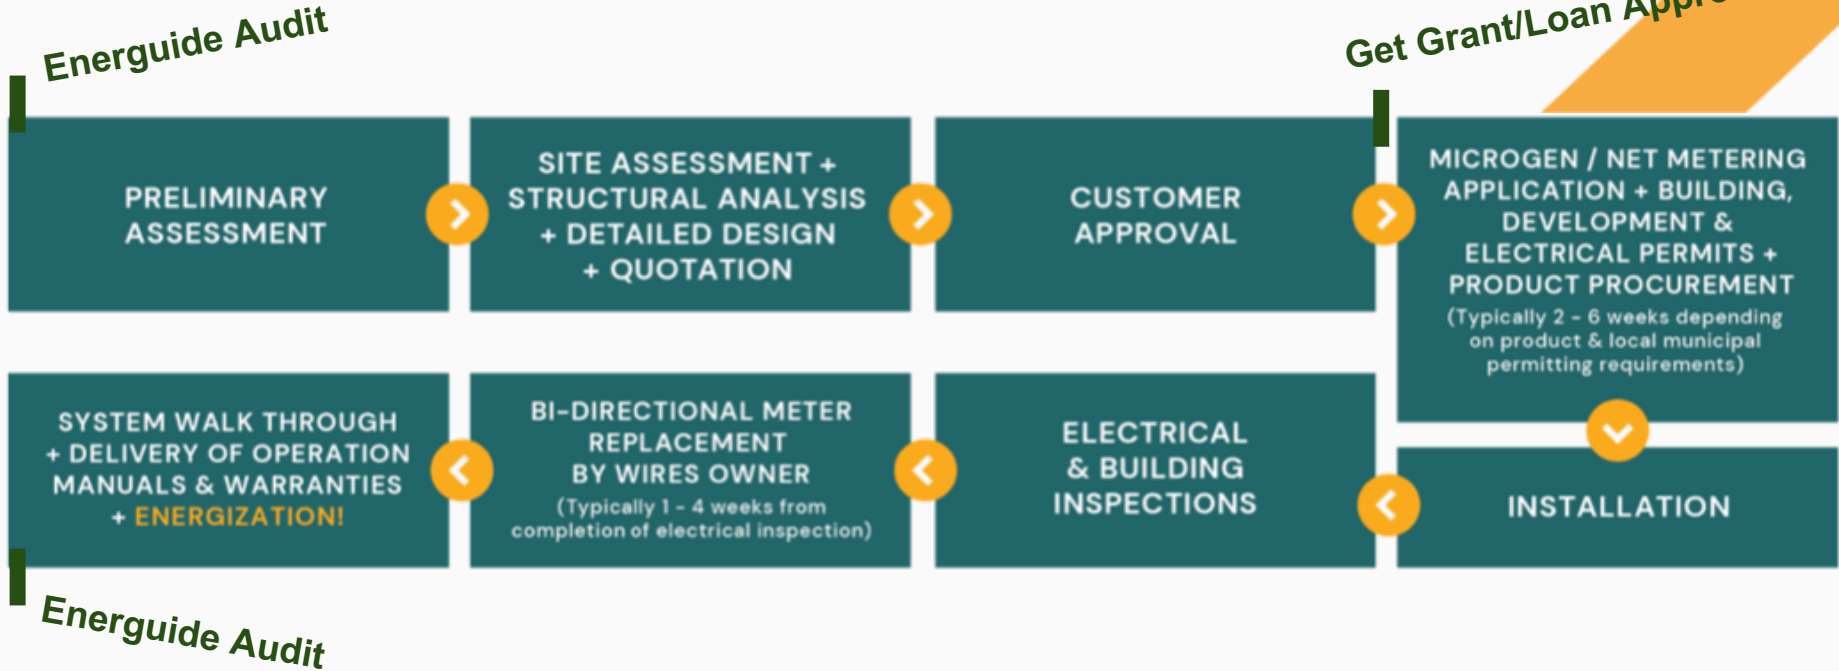 Energuide Audit
Get Grant/Loan
PRELIMINARY
ASSESSMENT
SITE ASSESSMENT +
STRUCTURAL ANALYSIS
+ DETAILED DESIGN
+ QUOTATION
CUSTOMER
APPROVAL
MICROGEN / NET METERING
APPLICATION + BUILDING,
DEVELOPMENT &
ELECTRICAL PERMITS +
PRODUCT PROCUREMENT
(Typically 2 - 6 weeks depending
on product & local municipal
permitting requirements)
INSTALLATION
ELECTRICAL
& BUILDING
INSPECTIONS
BI-DIRECTIONAL METER
REPLACEMENT
BY WIRES OWNER
(Typically 1 - 4 weeks from
completion of electrical inspection)
SYSTEM WALK THROUGH
+ DELIVERY OF OPERATION
MANUALS & WARRANTIES
+ ENERGIZATION!
Energuide Audit